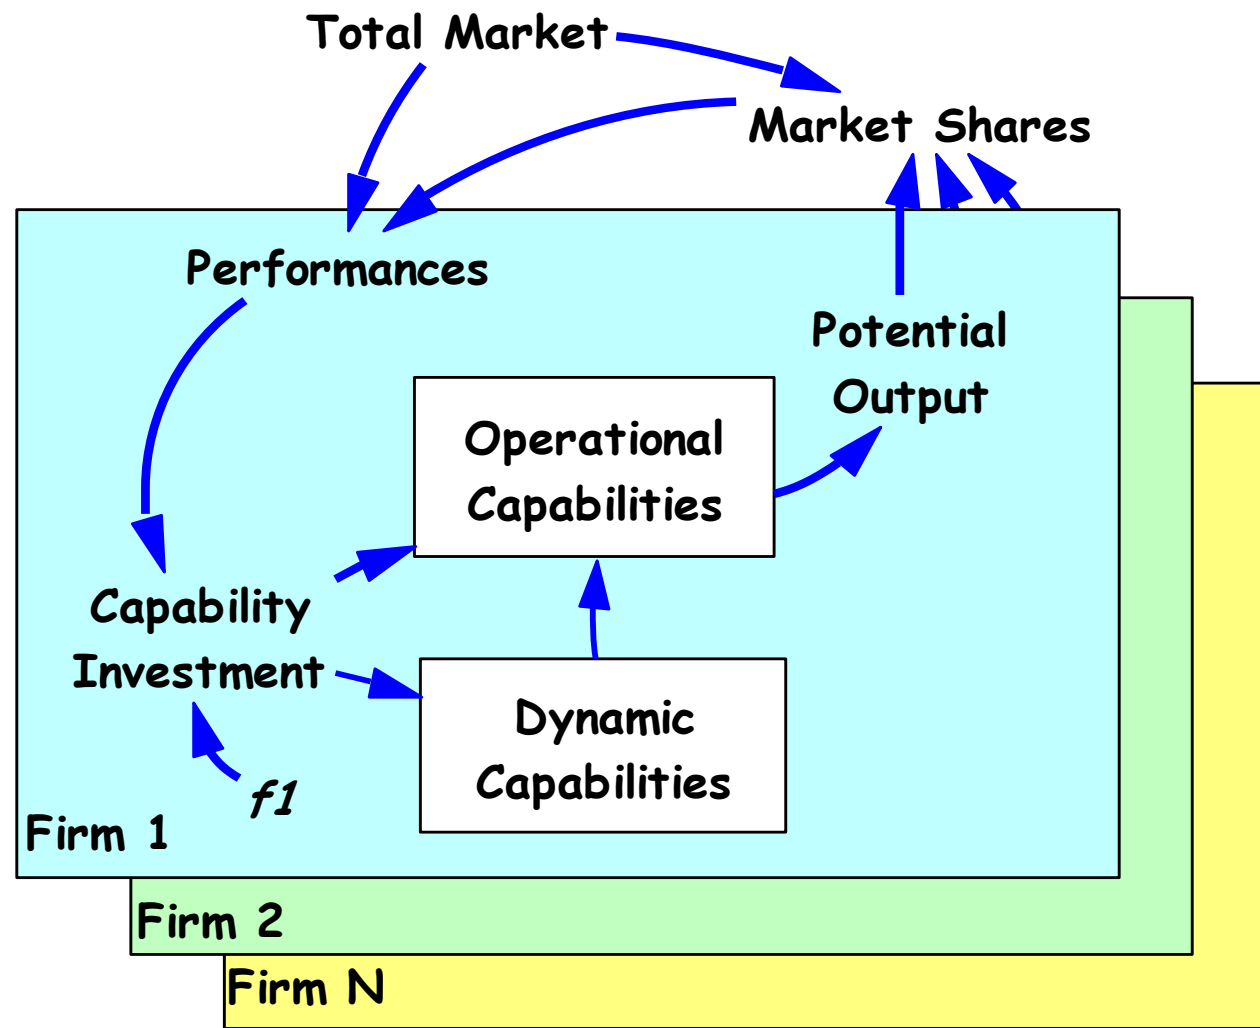 Total Market
Market Shares
Performances
Potential
Output
Operational
Capabilities
Capability
Investment
Dynamic
Capabilities
f1
Firm 1
Firm 2
Firm N